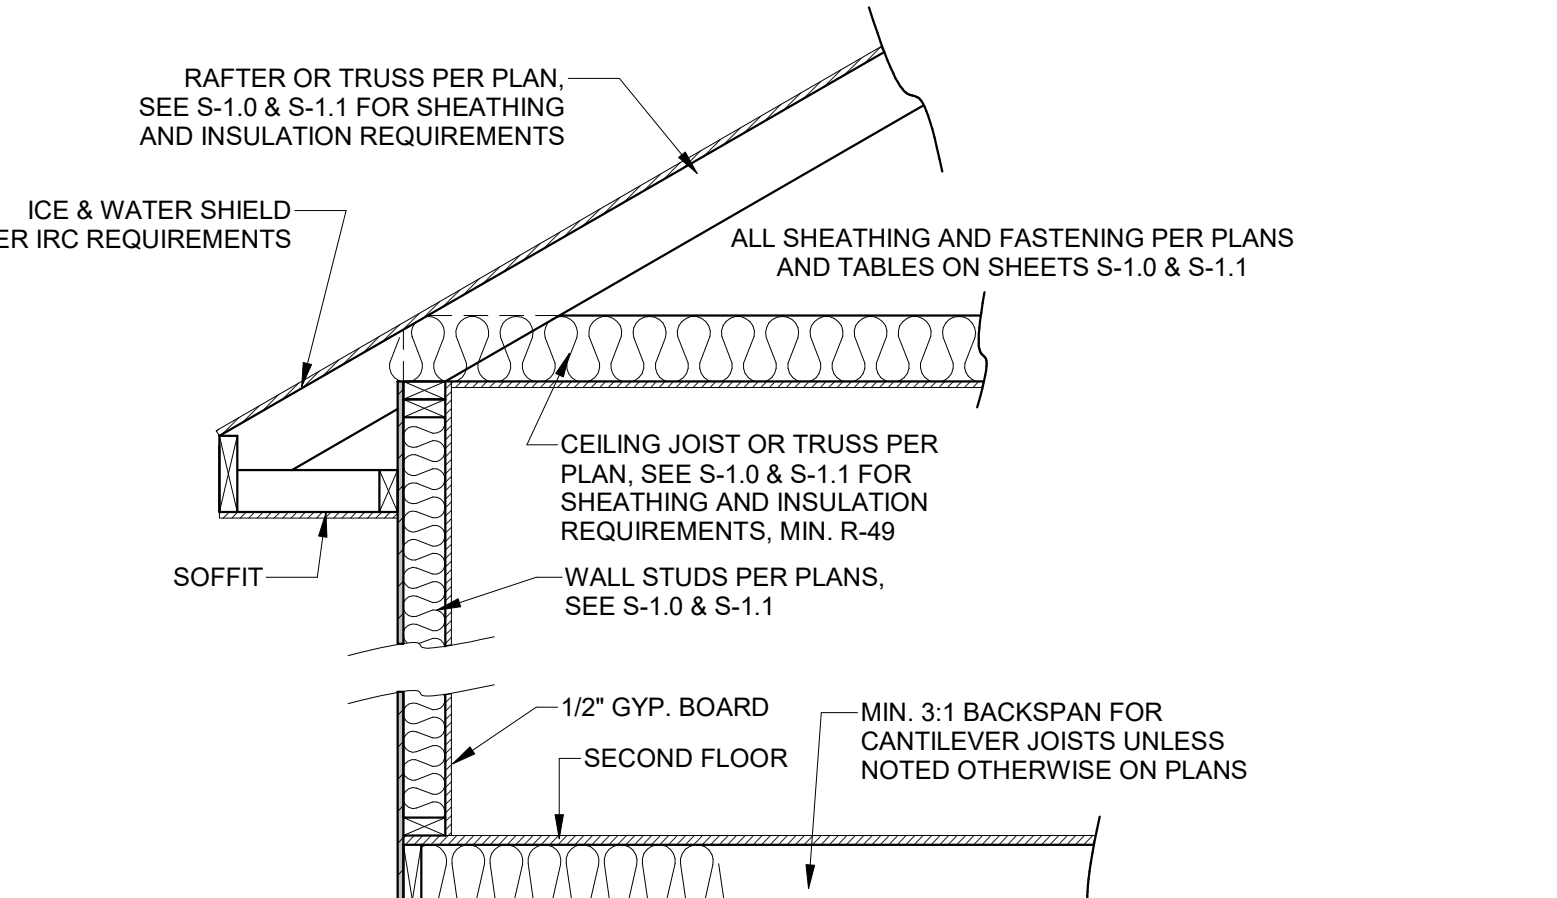 RAFTER OR TRUSS PER PLAN,
SEE S-1.0 & S-1.1 FOR SHEATHING
AND INSULATION REQUIREMENTS
ICE & WATER SHIELD
IRC REQUIREMENTS
ALL SHEATHING AND FASTENING PER PLANS
AND TABLES ON SHEETS S-1.0 & S-1.1
CEILING JOIST OR TRUSS PER
PLAN, SEE S-1.0 & S-1.1 FOR
SHEATHING AND INSULATION
REQUIREMENTS, MIN. R-49
SOFFIT
WALL STUDS PER PLANS,
SEE S-1.0 & S-1.1
1/2" GYP. BOARD
SECOND FLOOR
MIN. 3:1 BACKSPAN FOR
CANTILEVER JOISTS UNLESS
NOTED OTHERWISE ON PLANS